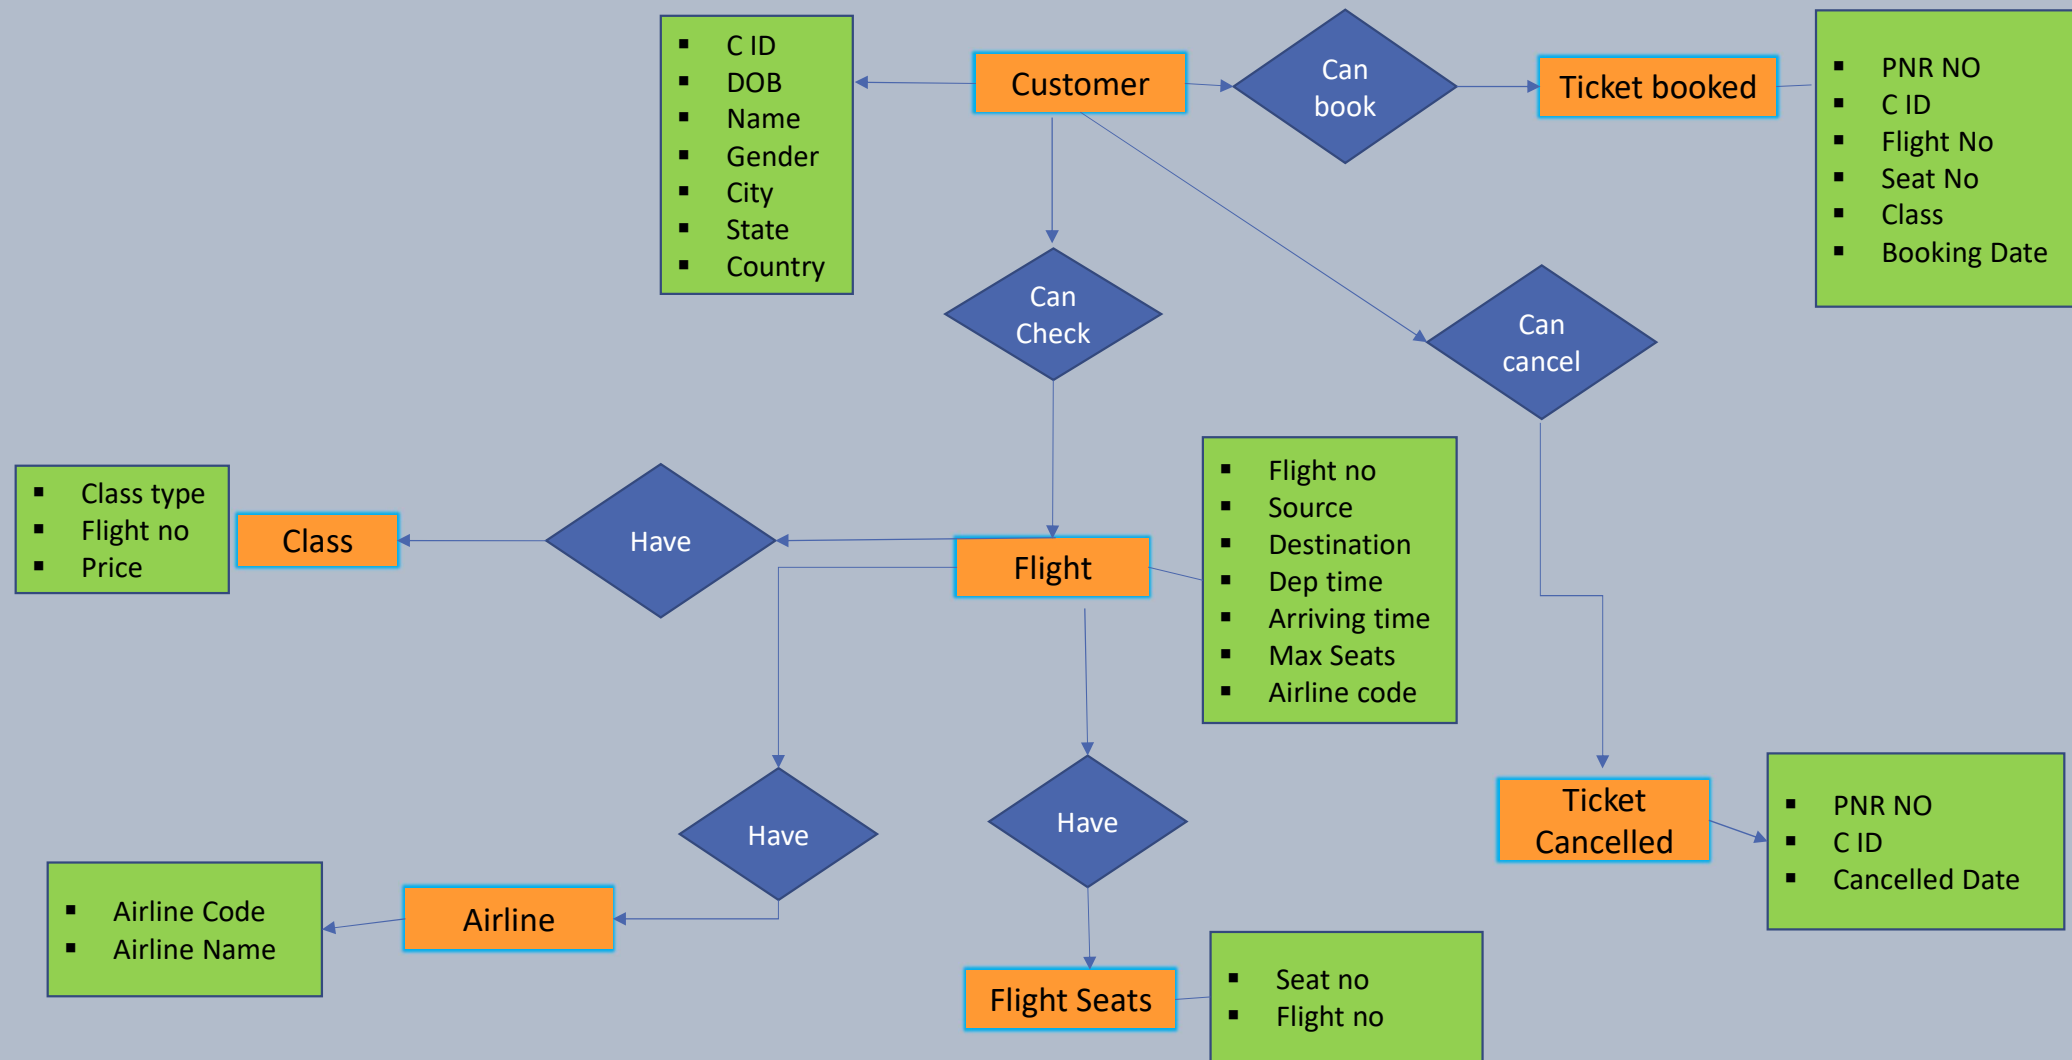 ▪ C ID
▪ DOB
▪ Name
▪ Gender
▪ City
▪ State
▪ Country
Customer
Can
book
Ticket booked
▪ PNR NO
▪ C ID
▪ Flight No
▪ Seat No
▪ Class
▪ Booking Date
Can
Check
Can
cancel
▪ Class type
▪ Flight no
▪ Price
Class
Have
Flight
▪ Flight no
▪ Source
▪ Destination
▪ Dep time
▪ Arriving time
▪ Max Seats
▪ Airline code
Have
Have
Ticket
Cancelled
▪ PNR NO
▪ C ID
▪ Cancelled Date
▪ Airline Code
▪ Airline Name
Airline
Flight Seats
▪ Seat no
▪ Flight no